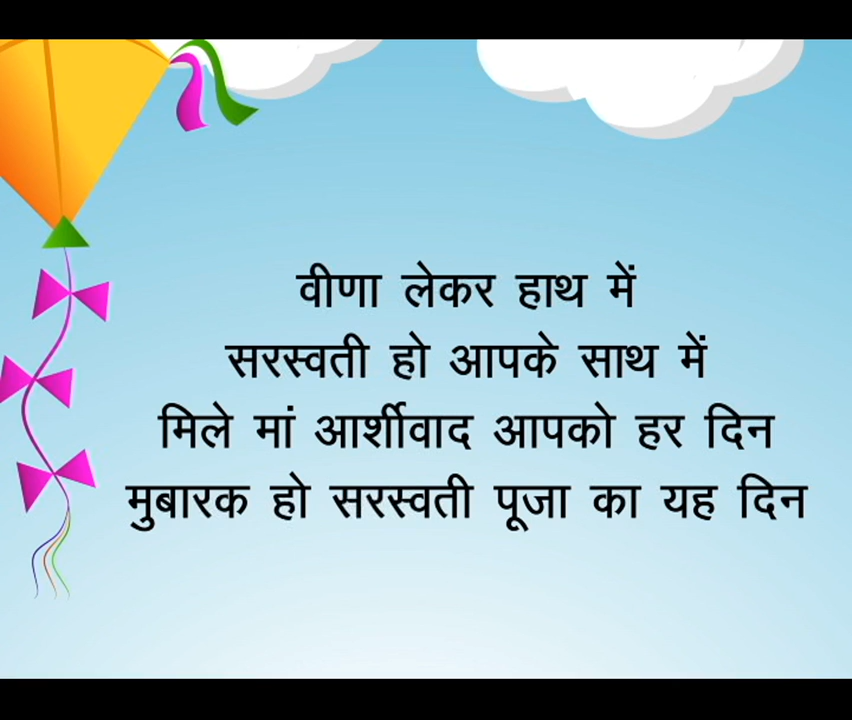 वीणा लेकर हाथ में
सरस्वती हो आपके साथ में
मिले मां आर्शीवाद आपको हर दिन
मुबारक हो सरस्वती पूजा का यह दिन